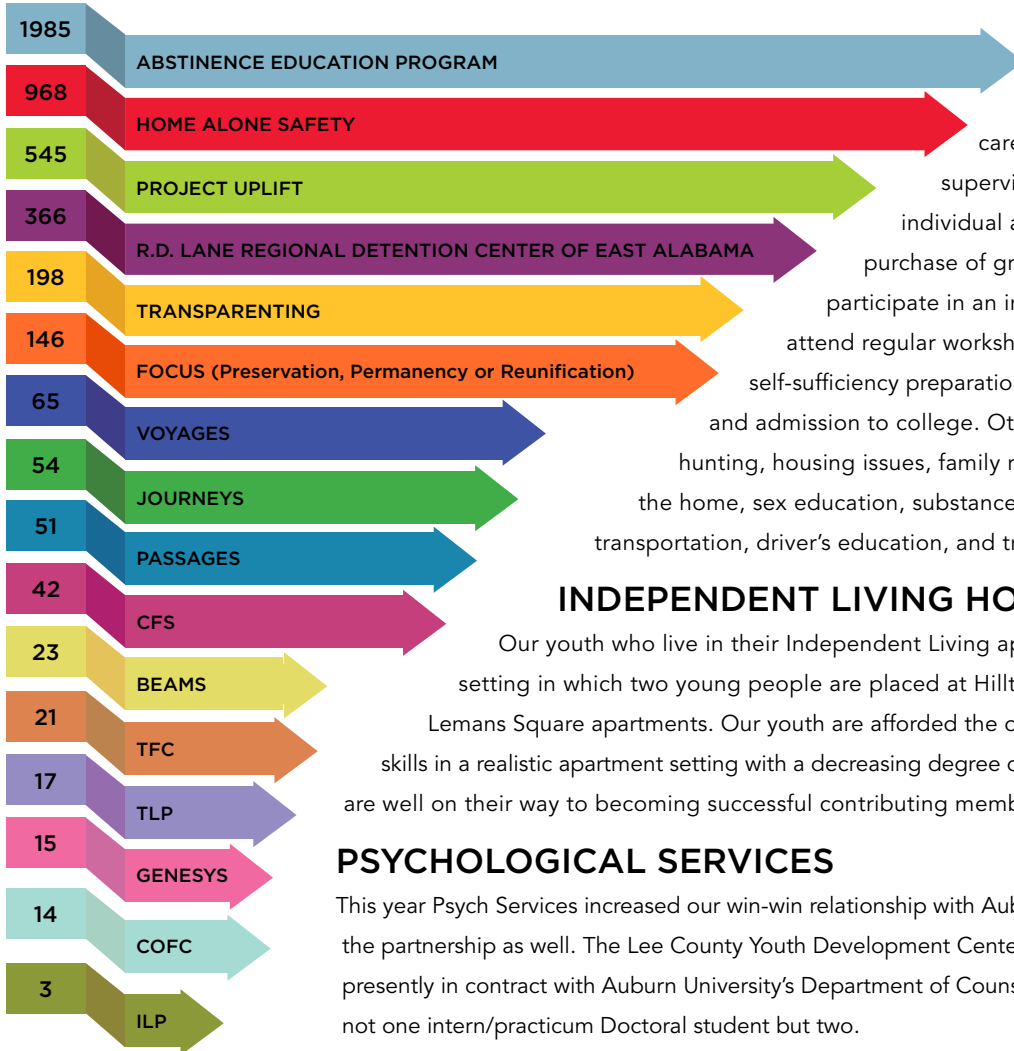 1985
ABSTINENCE EDUCATION PROGRAM
968
HOME ALONE SAFETY
545
PROJECT UPLIFT
366
R.D. LANE REGIONAL DETENTION CENTER OF EAST ALABAMA
198
TRANSPARENTING
146
FOCUS (Preservation, Permanency or Reunification)
65
VOYAGES
54
JOURNEYS
51
PASSAGES
42
CFS
23
BEAMS
21
TFC
17
TLP
15
GENESYS
14
COFC
3
ILP
care
supervi
individual a
purchase of gr
participate in an i
attend regular worksh
self-sufficiency preparatio
and admission to college. Ot
hunting, housing issues, family
the home, sex education, substance
transportation, driver's education, and tr
INDEPENDENT LIVING HO
Our youth who live in their Independent Living ap
setting in which two young people are placed at Hillt
Lemans Square apartments. Our youth are afforded the
skills in a realistic apartment setting with a decreasing degree
are well on their way to becoming successful contributing memb
PSYCHOLOGICAL SERVICES
This year Psych Services increased our win-win relationship with Aub
the partnership as well. The Lee County Youth Development Cente
presently in contract with Auburn University's Department of Couns
not one intern/practicum Doctoral student but two.